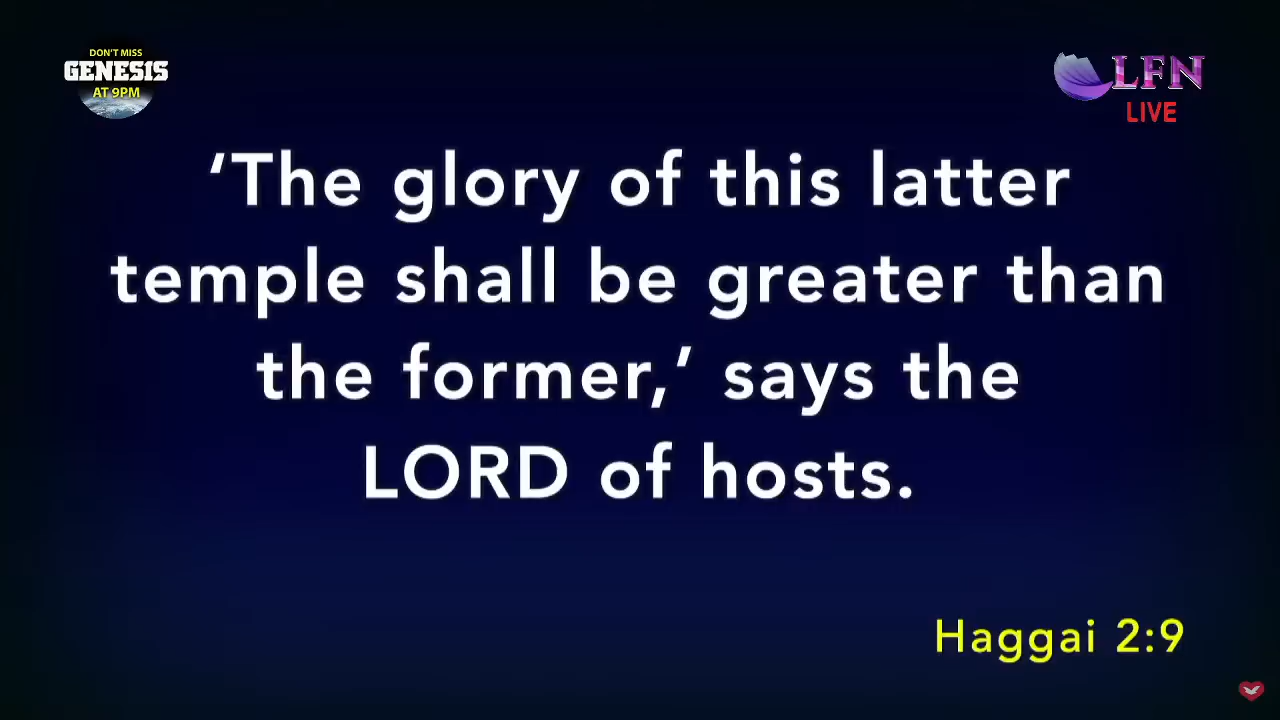 DON'T MISS
GENESIS
AT 9PM
LFN
LIVE
‘The glory of this latter
temple shall be greater than
the former,’ says the
LORD of hosts.
Haggai 2:9